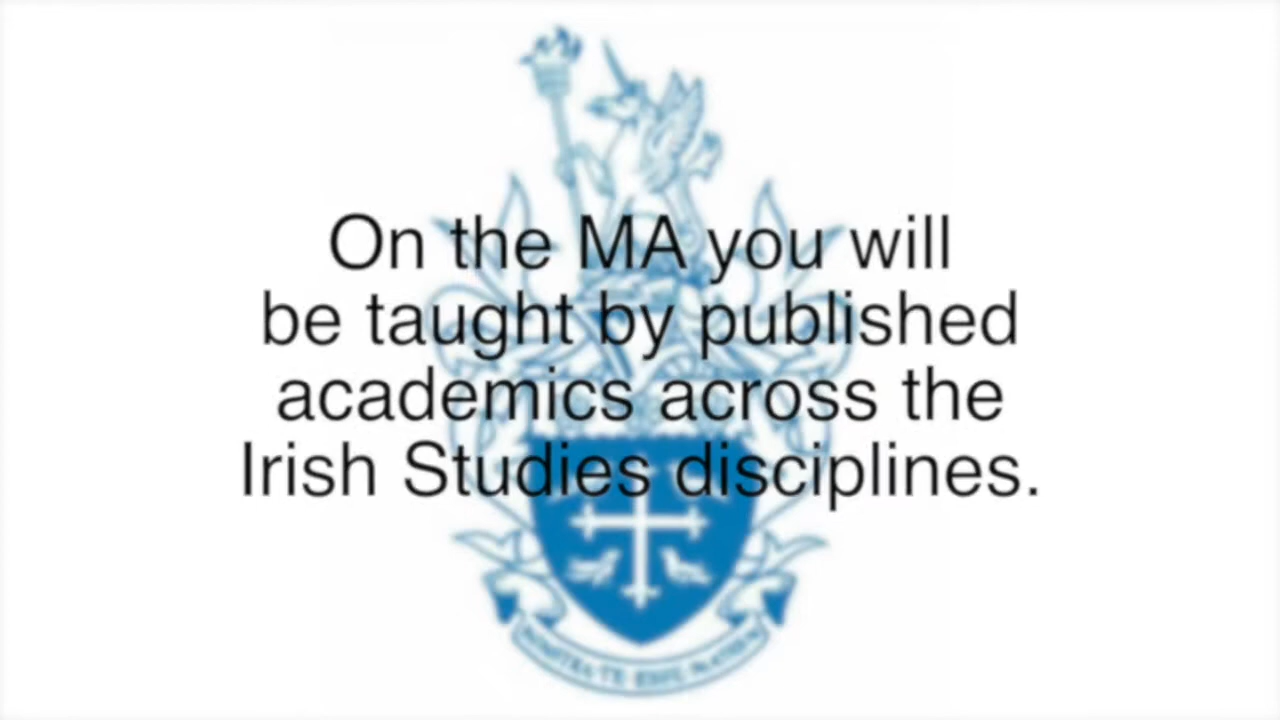 On the MA you will
be taught by published
academics across the
Irish Studies disciplines.